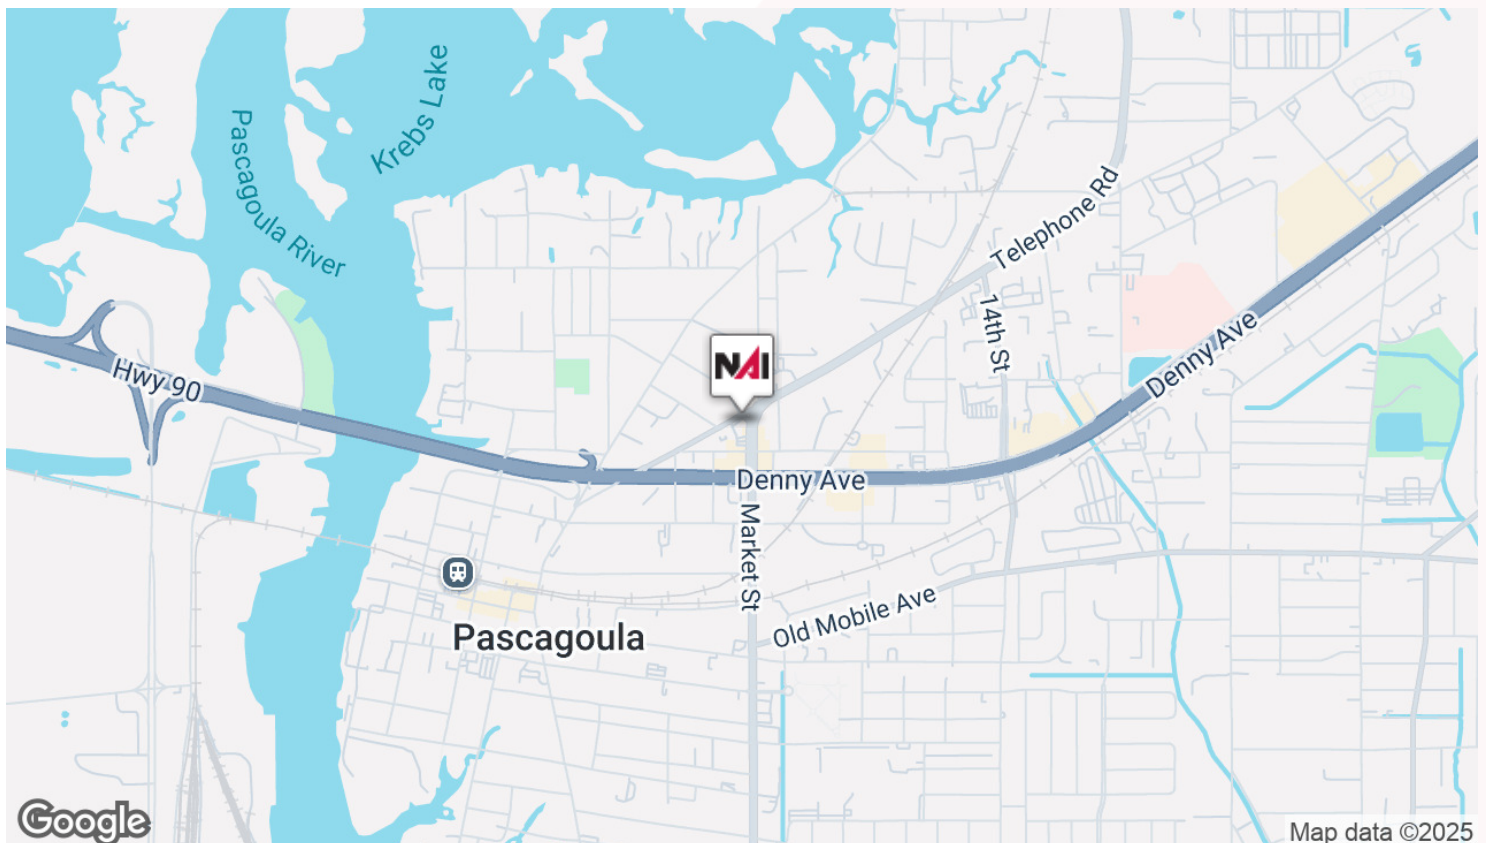 Krebs Lake
Pascagoula River
Telephone Rd
14th St
NAI
Hwy 90
Denny Ave
Denny Ave
Market St
Old Mobile Ave
Pascagoula
Google
Map data ©2025